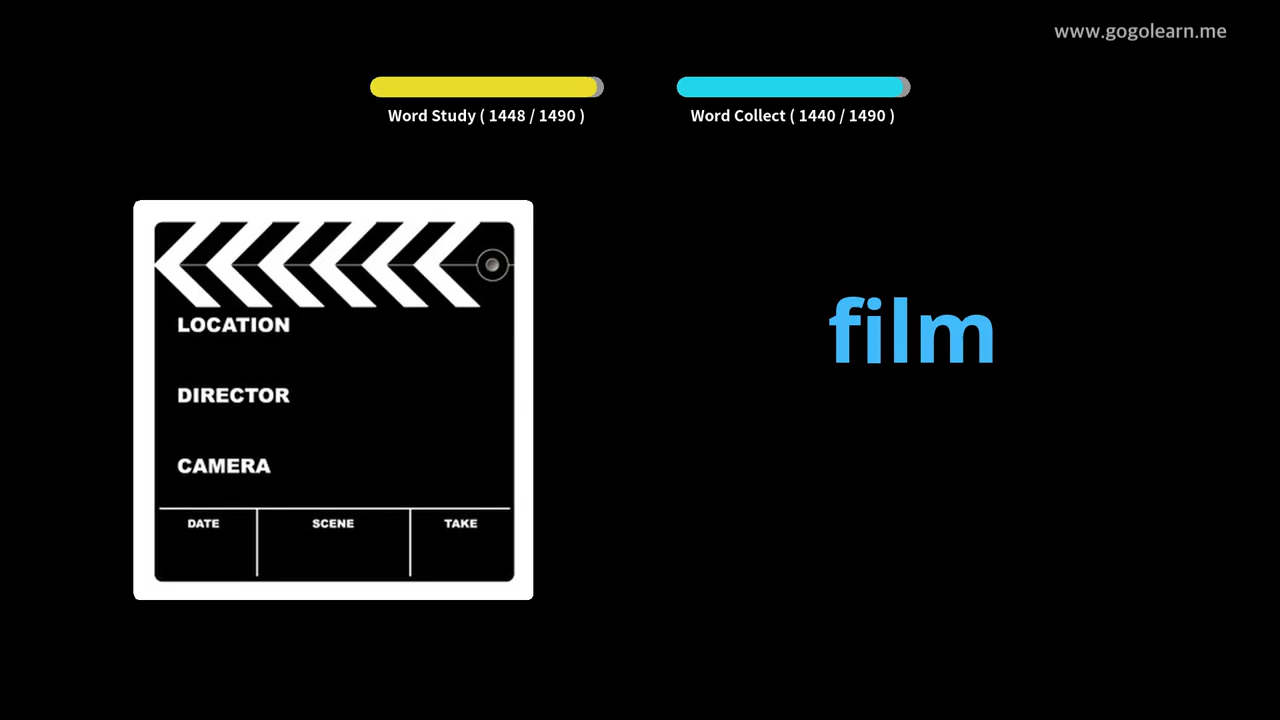 www.gogolearn.me
Word Study ( 1448 / 1490 )
Word Collect ( 1440 / 1490 )
LOCATION
DIRECTOR
CAMERA
DATE
SCENE
TAKE
film